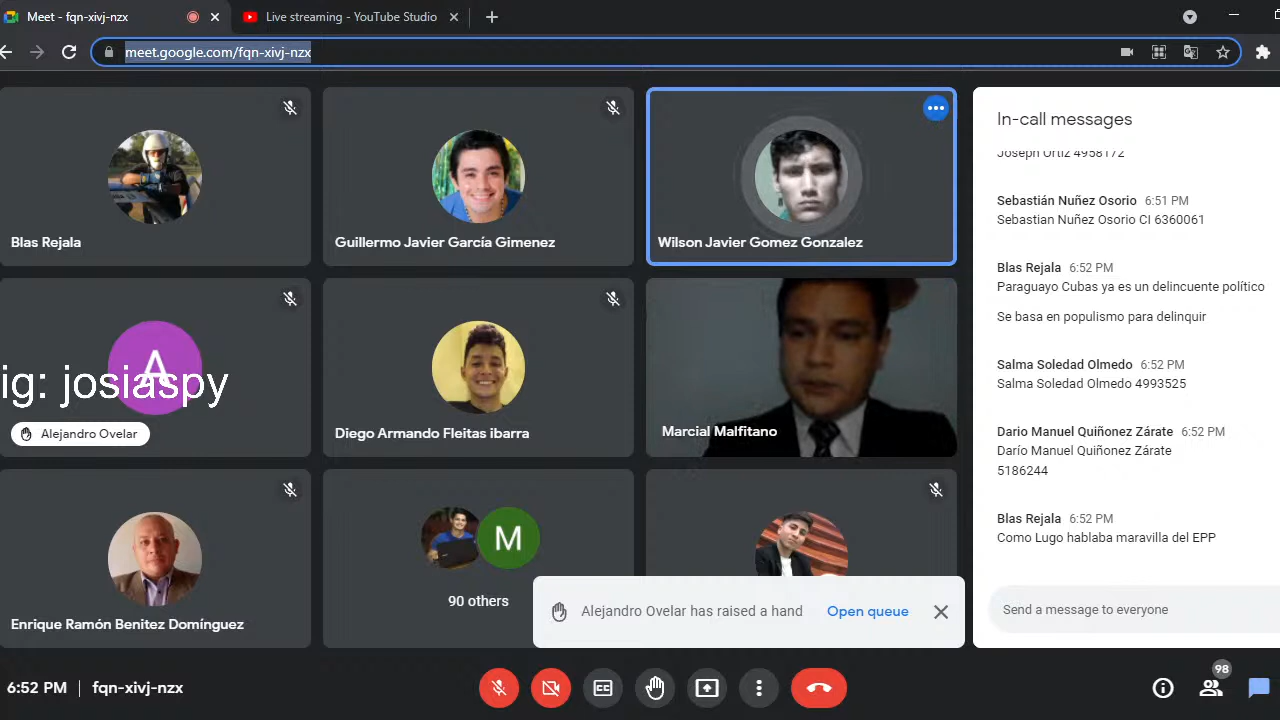 Meet - fqn-xivj-nzx
Live streaming - YouTube Studio
meet.google.com/fqn-xivj-nzx
Blas Rejala
Guillermo Javier García Gimenez
Wilson Javier Gomez Gonzalez
A
ig: josiaspy
Alejandro Ovelar
Diego Armando Fleitas ibarra
Marcial Malfitano
Enrique Ramón Benitez Domínguez
M
90 others
Alejandro Ovelar has raised a hand
Open queue
In-call messages
Joseph Ortiz 4958172
Sebastián Nuñez Osorio 6:51 PM
Sebastian Nuñez Osorio CI 6360061
Blas Rejala 6:52 PM
Paraguayo Cubas ya es un delincuente político
Se basa en populismo para delinquir
Salma Soledad Olmedo 6:52 PM
Salma Soledad Olmedo 4993525
Dario Manuel Quiñonez Zárate 6:52 PM
Darío Manuel Quiñonez Zárate
5186244
Blas Rejala 6:52 PM
Como Lugo hablaba maravilla del EPP
Send a message to everyone
6:52 PM
fqn-xivj-nzx
CC
98